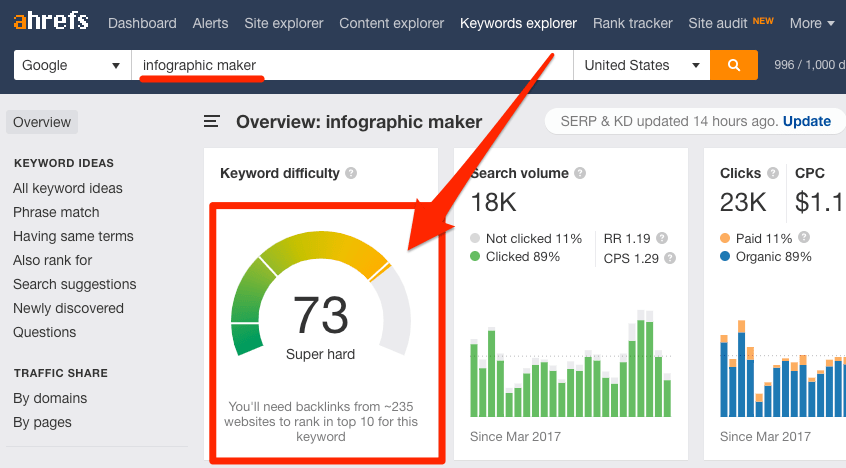 ahrefs Dashboard Alerts Site explorer Content explorer Keywords explorer Rank tracker Site audit NEW More
Google infographic maker United States 996 / 1,000 d
Overview
KEYWORD IDEAS
All keyword ideas
Phrase match
Having same terms
Also rank for
Search suggestions
Newly discovered
Questions
TRAFFIC SHARE
By domains
By pages
Overview: infographic maker
SERP & KD updated 14 hours ago. Update
Keyword difficulty ?
73
Super hard
You'll need backlinks from ~235
websites to rank in top 10 for this
keyword
Search volume ?
18K
Not clicked 11% RR 1.19 ?
Clicked 89% CPS 1.29 ?
Since Mar 2017
Clicks ? CPC
23K $1.1
Paid 11% ?
Organic 89%
Since Mar 2017